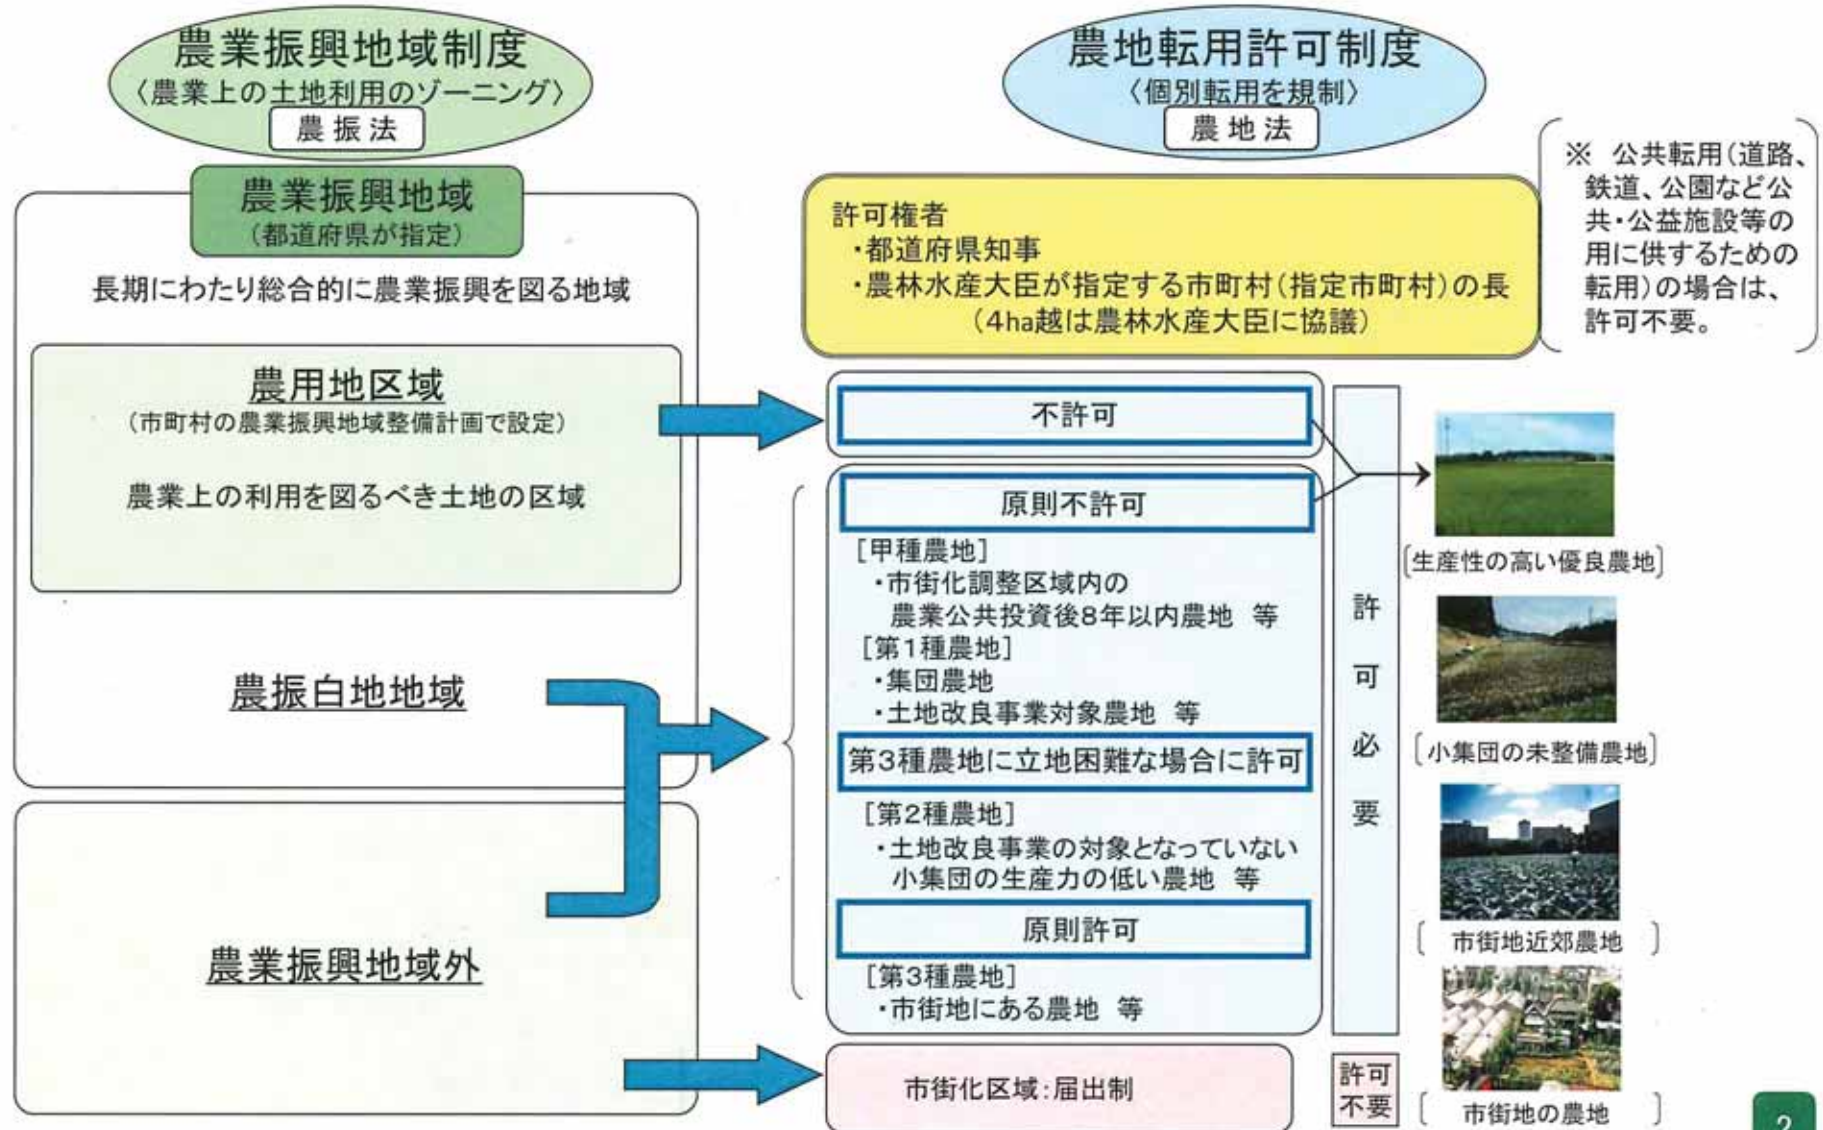 農業振興地域制度
〈農業上の土地利用のゾーニング〉
農振法
農業振興地域
(都道府県が指定)
長期にわたり総合的に農業振興を図る地域
農用地区域
(市町村の農業振興地域整備計画で設定)
農業上の利用を図るべき土地の区域
農振白地地域
農業振興地域外
農地転用許可制度
〈個別転用を規制〉
農地法
許可権者
・都道府県知事
・農林水産大臣が指定する市町村(指定市町村)の長
(4ha越は農林水産大臣に協議)
※ 公共転用(道路、
鉄道、公園など公
共・公益施設等の
用に供するための
転用)の場合は、
許可不要。
不許可
原則不許可
[甲種農地]
・市街化調整区域内の
農業公共投資後8年以内農地 等
[第1種農地]
・集団農地
・土地改良事業対象農地 等
第3種農地に立地困難な場合に許可
[第2種農地]
・土地改良事業の対象となっていない
小集団の生産力の低い農地 等
原則許可
[第3種農地]
・市街地にある農地 等
市街化区域:届出制
許
可
必
要
許可
不要
〔生産性の高い優良農地〕
〔小集団の未整備農地〕
〔 市街地近郊農地 〕
〔 市街地の農地 〕
2